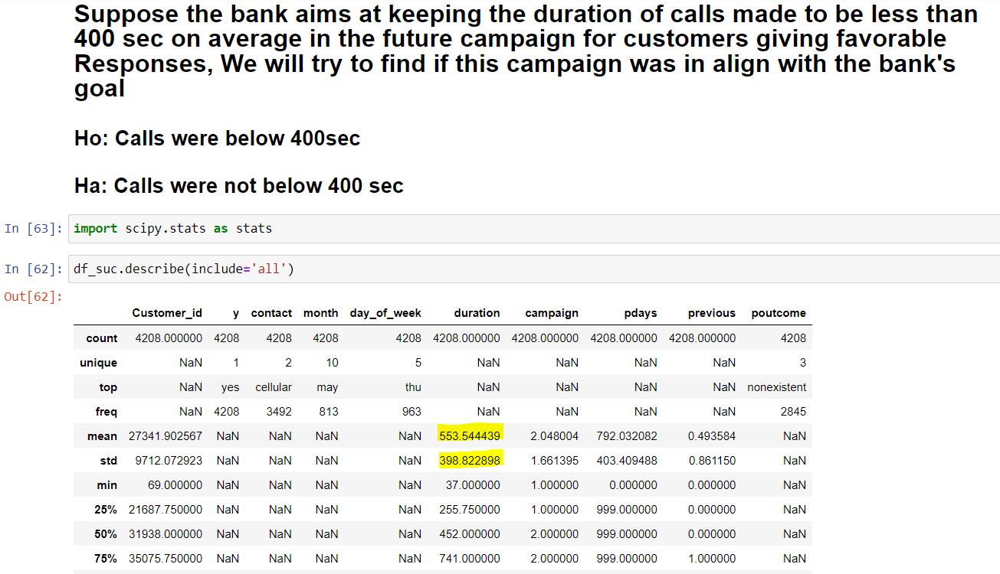 Suppose the bank aims at keeping the duration of calls made to be less than
400 sec on average in the future campaign for customers giving favorable
Responses, We will try to find if this campaign was in align with the bank's
goal
Ho: Calls were below 400sec
Ha: Calls were not below 400 sec
In [63]: import scipy.stats as stats
In [62]: df_suc.describe(include='all')
Out[62]:
Customer_id y contact month day_of_week duration campaign pdays previous poutcome
count 4208.000000 4208 4208 4208 4208 4208.000000 4208.000000 4208.000000 4208.000000 4208
unique NaN 1 2 10 5 NaN NaN NaN NaN 3
top NaN yes cellular may thu NaN NaN NaN NaN nonexistent
freq NaN 4208 3492 813 963 NaN NaN NaN NaN 2845
mean 27341.902567 NaN NaN NaN NaN 553.544439 2.048004 792.032082 0.493584 NaN
std 9712.072923 NaN NaN NaN NaN 398.822898 1.661395 403.409488 0.861150 NaN
min 69.000000 NaN NaN NaN NaN 37.000000 1.000000 0.000000 0.000000 NaN
25% 21687.750000 NaN NaN NaN NaN 255.750000 1.000000 999.000000 0.000000 NaN
50% 31938.000000 NaN NaN NaN NaN 452.000000 2.000000 999.000000 0.000000 NaN
75% 35075.750000 NaN NaN NaN NaN 741.000000 2.000000 999.000000 1.000000 NaN